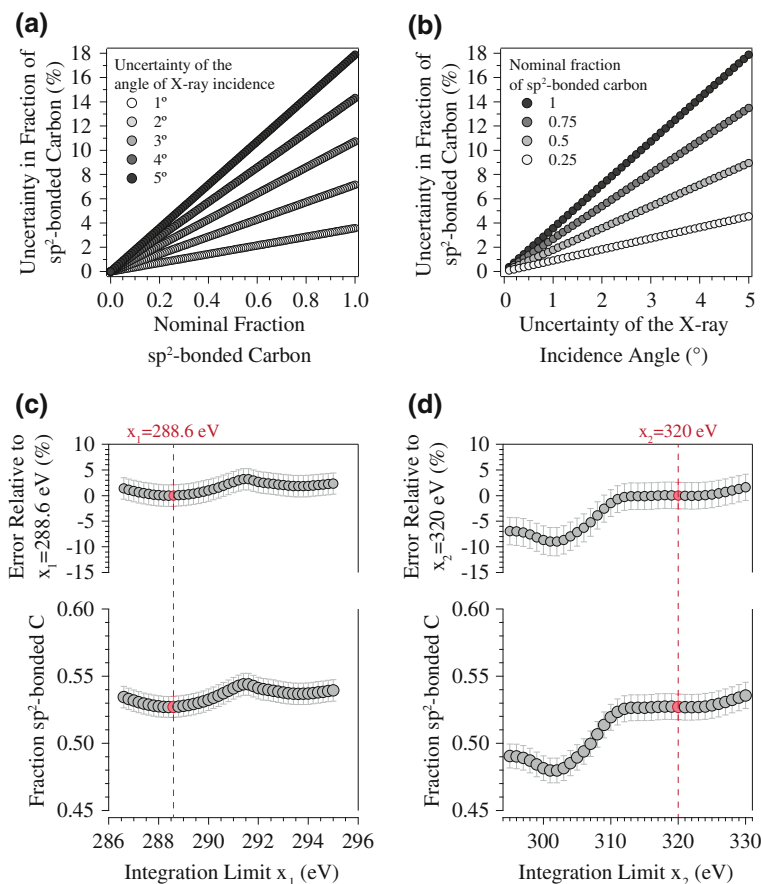 (a)
Uncertainty in Fraction of
sp²-bonded Carbon (%)
18
16
14
12
10
8
6
4
2
0
Uncertainty of the
angle of X-ray incidence
1º
2º
3º
4º
5º
0.0 0.2 0.4 0.6 0.8 1.0
Nominal Fraction
sp²-bonded Carbon
(b)
Uncertainty in Fraction of
sp²-bonded Carbon (%)
18
16
14
12
10
8
6
4
2
0
Nominal fraction
of sp²-bonded carbon
1
0.75
0.5
0.25
0 1 2 3 4 5
Uncertainty of the X-ray
Incidence Angle (°)
(c)
x₁=288.6 eV
Error Relative to
x₁=288.6 eV (%)
10
5
0
-5
-10
-15
Fraction sp²-bonded C
0.60
0.55
0.50
0.45
286 288 290 292 294 296
Integration Limit x₁ (eV)
(d)
x₂=320 eV
Error Relative to
x₂=320 eV (%)
10
5
0
-5
-10
-15
Fraction sp²-bonded C
0.60
0.55
0.50
0.45
300 310 320 330
Integration Limit x₂ (eV)